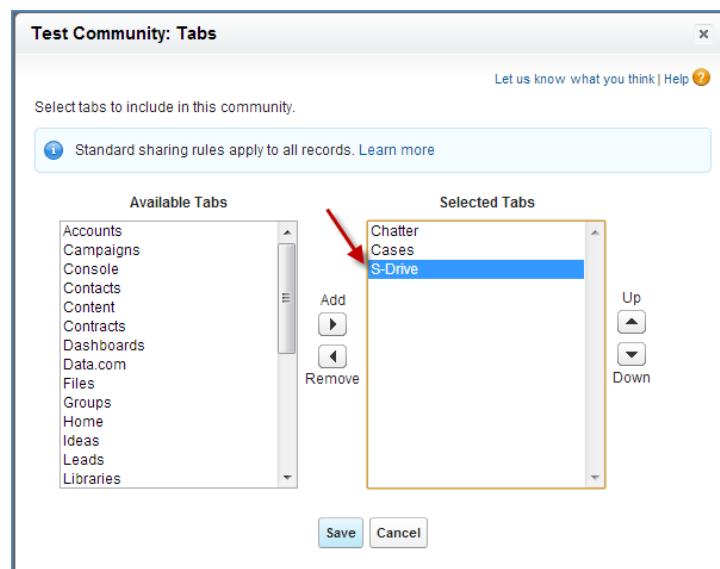 Test Community: Tabs
Let us know what you think | Help
Select tabs to include in this community.
Standard sharing rules apply to all records. Learn more
Available Tabs
Accounts
Campaigns
Console
Contacts
Content
Contracts
Dashboards
Data.com
Files
Groups
Home
Ideas
Leads
Libraries
Add
Remove
Selected Tabs
Chatter
Cases
S-Drive
Up
Down
Save
Cancel